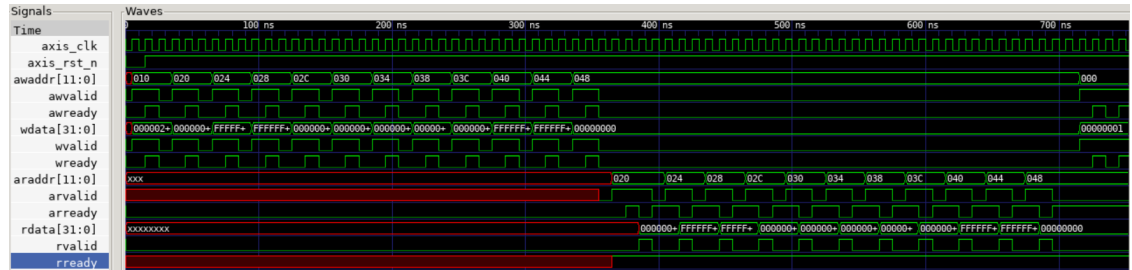 Signals Waves
Time 0 100 ns 200 ns 300 ns 400 ns 500 ns 600 ns 700 ns
axis_clk
axis_rst_n
awaddr[11:0] 010 020 024 028 02C 030 034 038 03C 040 044 048 000
awvalid
awready
wdata[31:0] 000002+ 000000+ FFFFF+ FFFFFF+ 000000+ 000000+ 000000+ 00000+ 000000+ FFFFFF+ FFFFFF+ 00000000 00000001
wvalid
wready
araddr[11:0] xxx 020 024 028 02C 030 034 038 03C 040 044 048
arvalid
arready
rdata[31:0] xxxxxxxx 000000+ FFFFFF+ FFFFF+ 000000+ 000000+ 000000+ 00000+ 000000+ FFFFFF+ FFFFFF+ 00000000
rvalid
rready